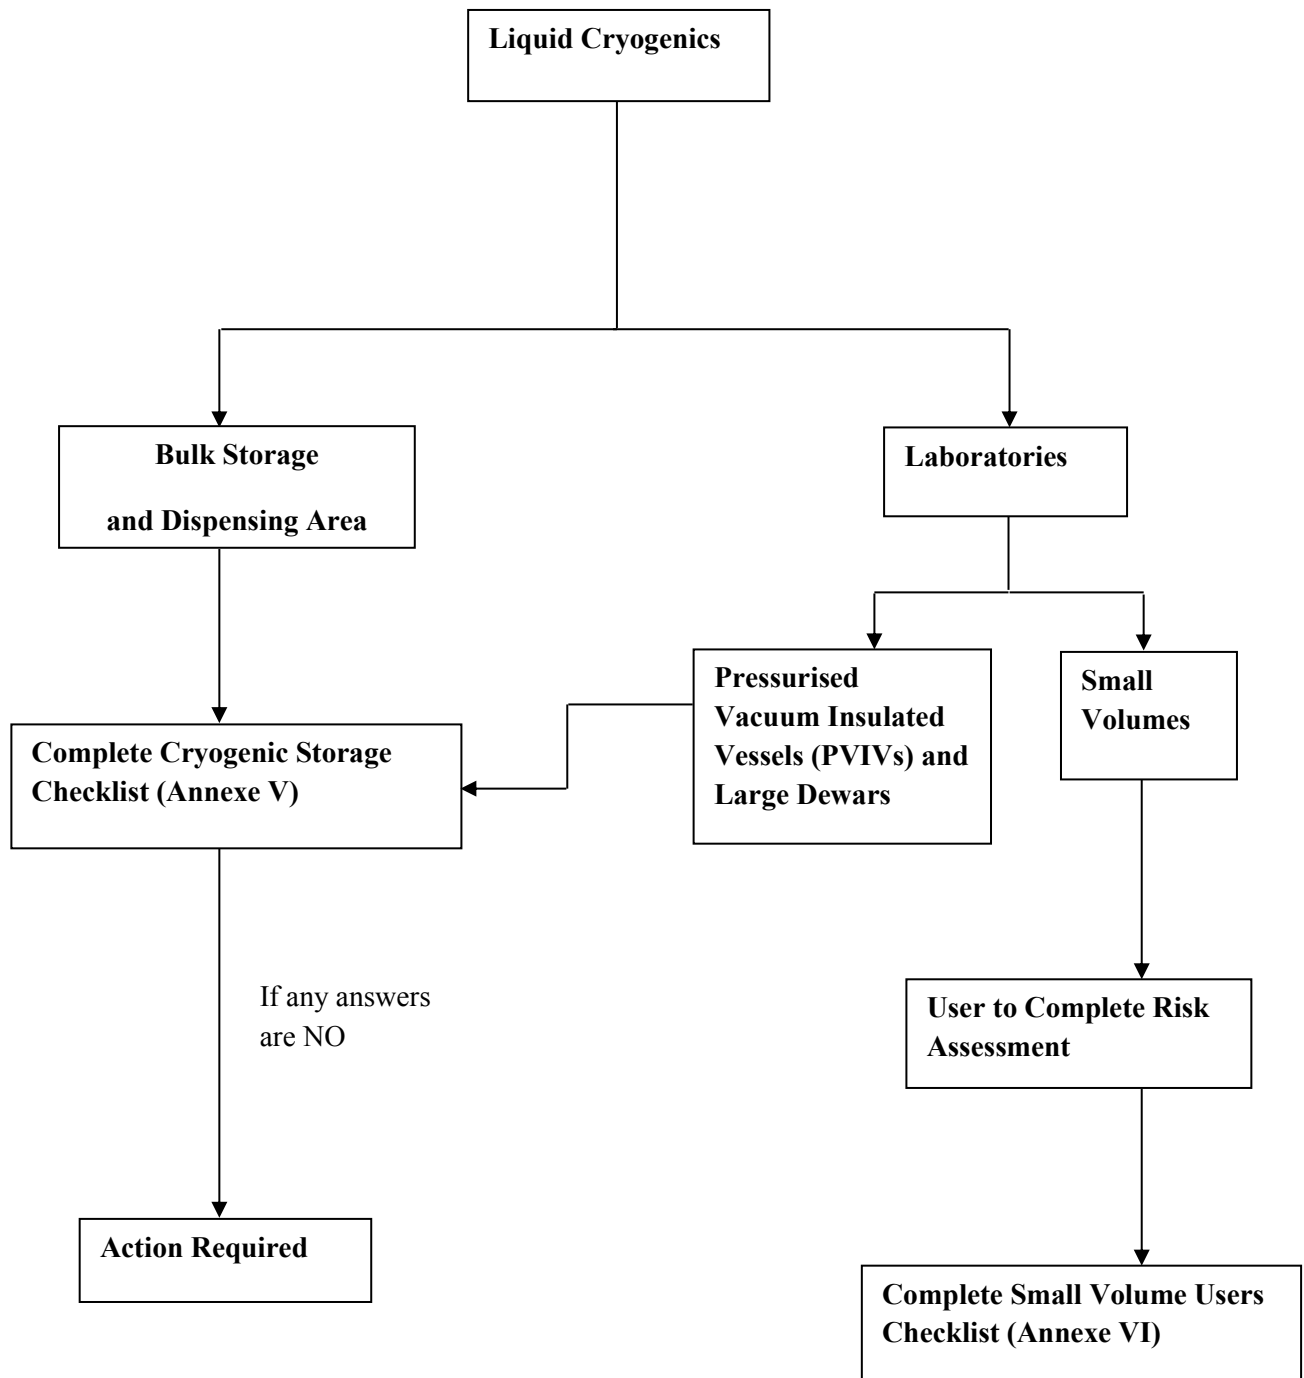 Liquid Cryogenics
Bulk Storage
and Dispensing Area
Laboratories
Pressurised
Vacuum Insulated
Vessels (PVIVs) and
Large Dewars
Small
Volumes
Complete Cryogenic Storage
Checklist (Annexe V)
If any answers
are NO
User to Complete Risk
Assessment
Action Required
Complete Small Volume Users
Checklist (Annexe VI)